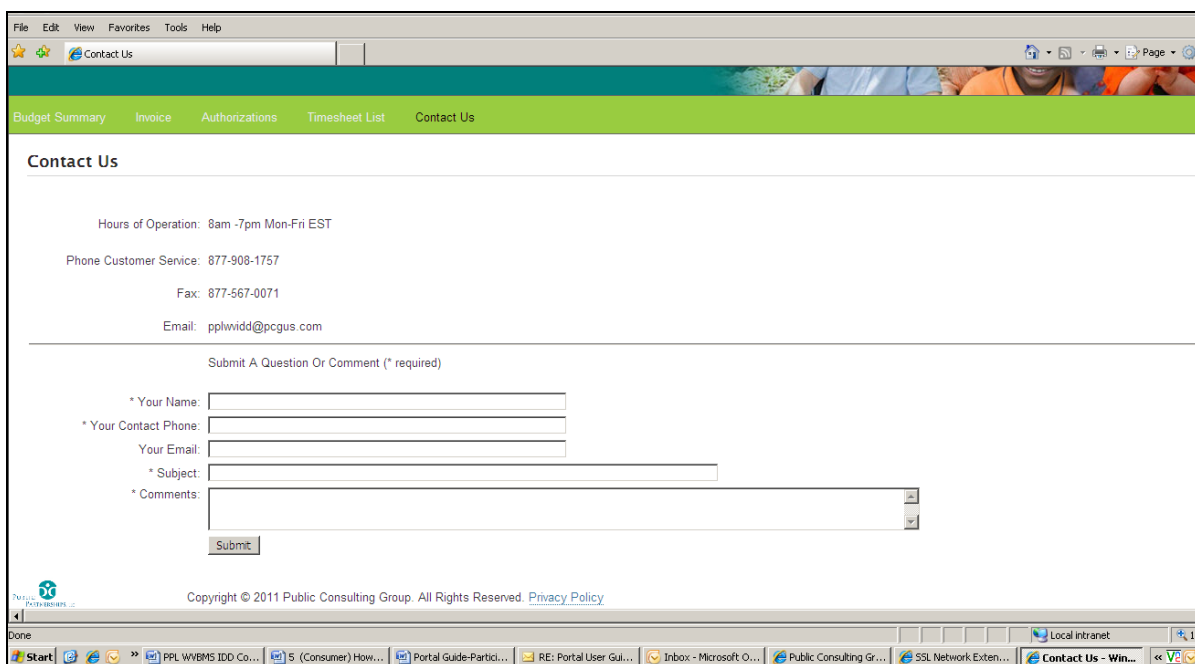 File Edit View Favorites Tools Help
Contact Us
Page
Budget Summary Invoice Authorizations Timesheet List Contact Us
Contact Us
Hours of Operation: 8am -7pm Mon-Fri EST
Phone Customer Service: 877-908-1757
Fax: 877-567-0071
Email: pplwvidd@pcgus.com
Submit A Question Or Comment (* required)
* Your Name:
* Your Contact Phone:
Your Email:
* Subject:
* Comments:
Submit
Public
Partnerships
Copyright © 2011 Public Consulting Group. All Rights Reserved. Privacy Policy
Done Local intranet 1
Start » PPL WVBMS IDD Co... 5 (Consumer) How... Portal Guide-Partici... RE: Portal User Gui... Inbox - Microsoft O... Public Consulting Gr... SSL Network Exten... Contact Us - Win... «